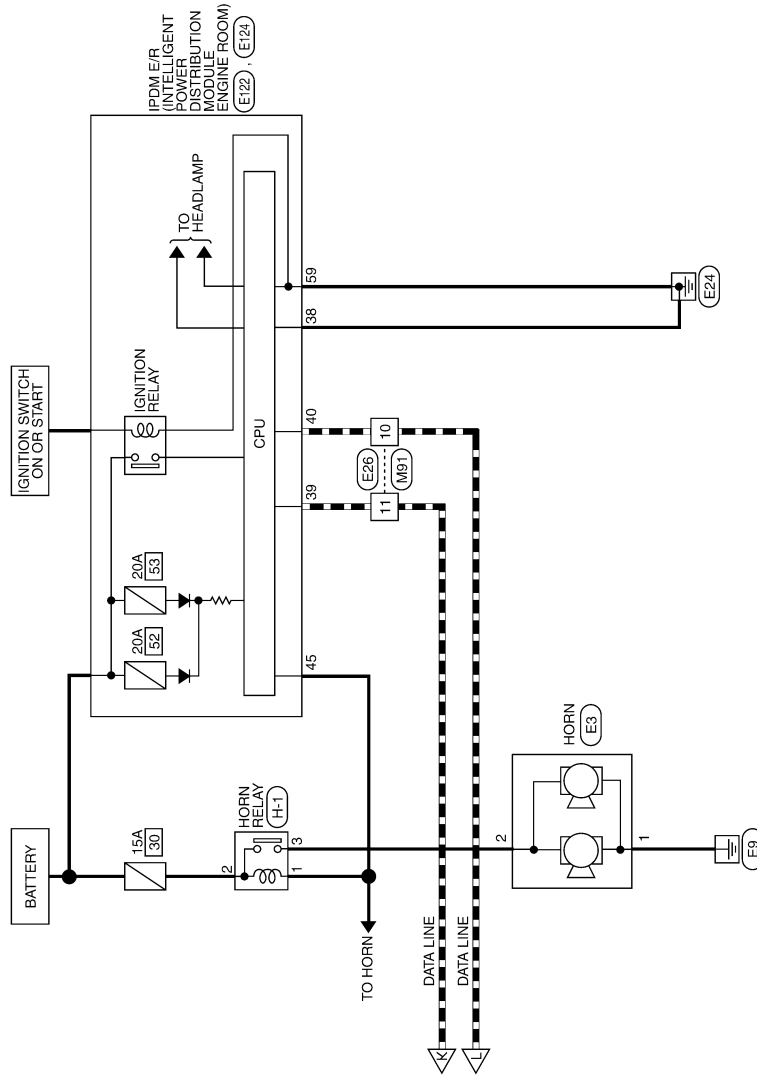 BATTERY
IGNITION SWITCH
ON OR START
15A
30
20A
52
20A
53
IGNITION
RELAY
TO
HEADLAMP
IPDM E/R
(INTELLIGENT
POWER
DISTRIBUTION
MODULE
ENGINE ROOM)
E122 , E124
CPU
HORN
RELAY
H-1
2
1
3
45
39
40
38
59
TO HORN
E26
11
10
M91
DATA LINE
DATA LINE
K
L
2
HORN
E3
1
E9
E24